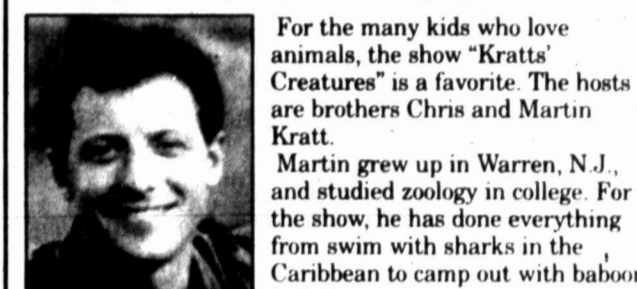 For the many kids who love
animals, the show “Kratts’
Creatures” is a favorite. The hosts
are brothers Chris and Martin
Kratt.
Martin grew up in Warren, N.J.,
and studied zoology in college. For
the show, he has done everything
from swim with sharks in the
Caribbean to camp out with baboon